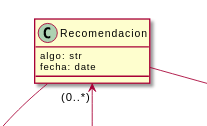 C Recomendacion
algo: str
fecha: date
(0..*)